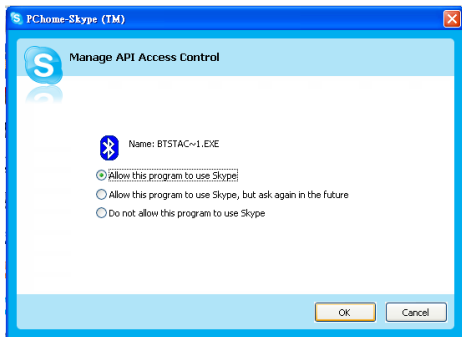 PChome-Skype (TM)
Manage API Access Control
Name: BTSTAC~1.EXE
Allow this program to use Skype
Allow this program to use Skype, but ask again in the future
Do not allow this program to use Skype
OK
Cancel